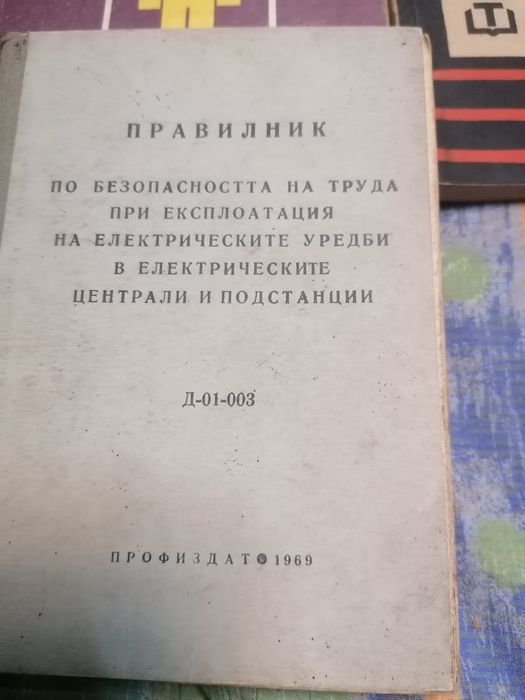 ПРАВИЛНИК
ПО БЕЗОПАСНОСТТА НА ТРУДА
ПРИ ЕКСПЛОАТАЦИЯ
НА ЕЛЕКТРИЧЕСКИТЕ УРЕДБИ
В ЕЛЕКТРИЧЕСКИТЕ
ЦЕНТРАЛИ И ПОДСТАНЦИИ
Д-01-003
ПРОФИЗДАТ 1969
Т